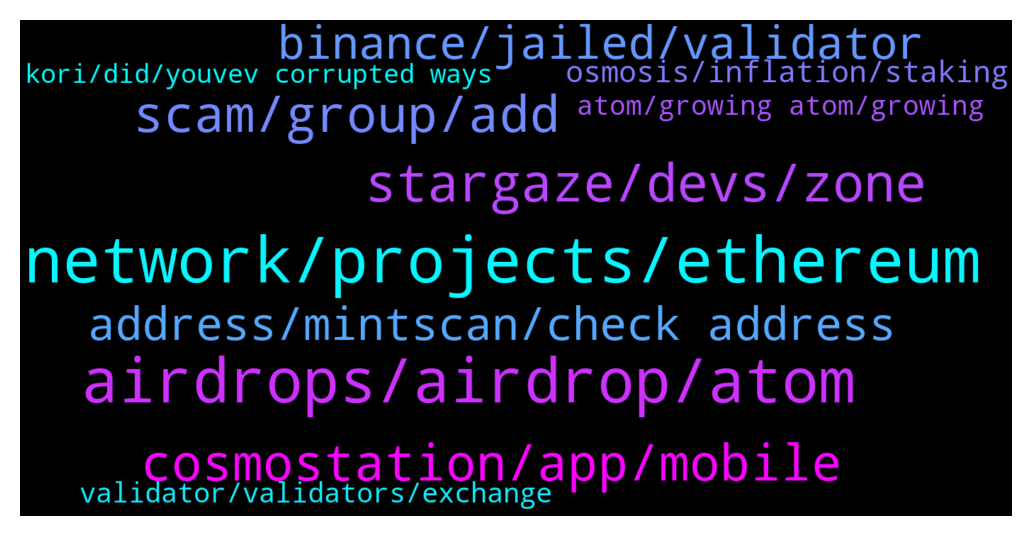 binance/jailed/validator
kori/did/youvev corrupted ways
osmosis/inflation/staking
scam/group/add
atom/growing atom/growing
stargaze/devs/zone
network/projects/ethereum
address/mintscan/check address
airdrops/airdrop/atom
cosmostation/app/mobile
validator/validators/exchange